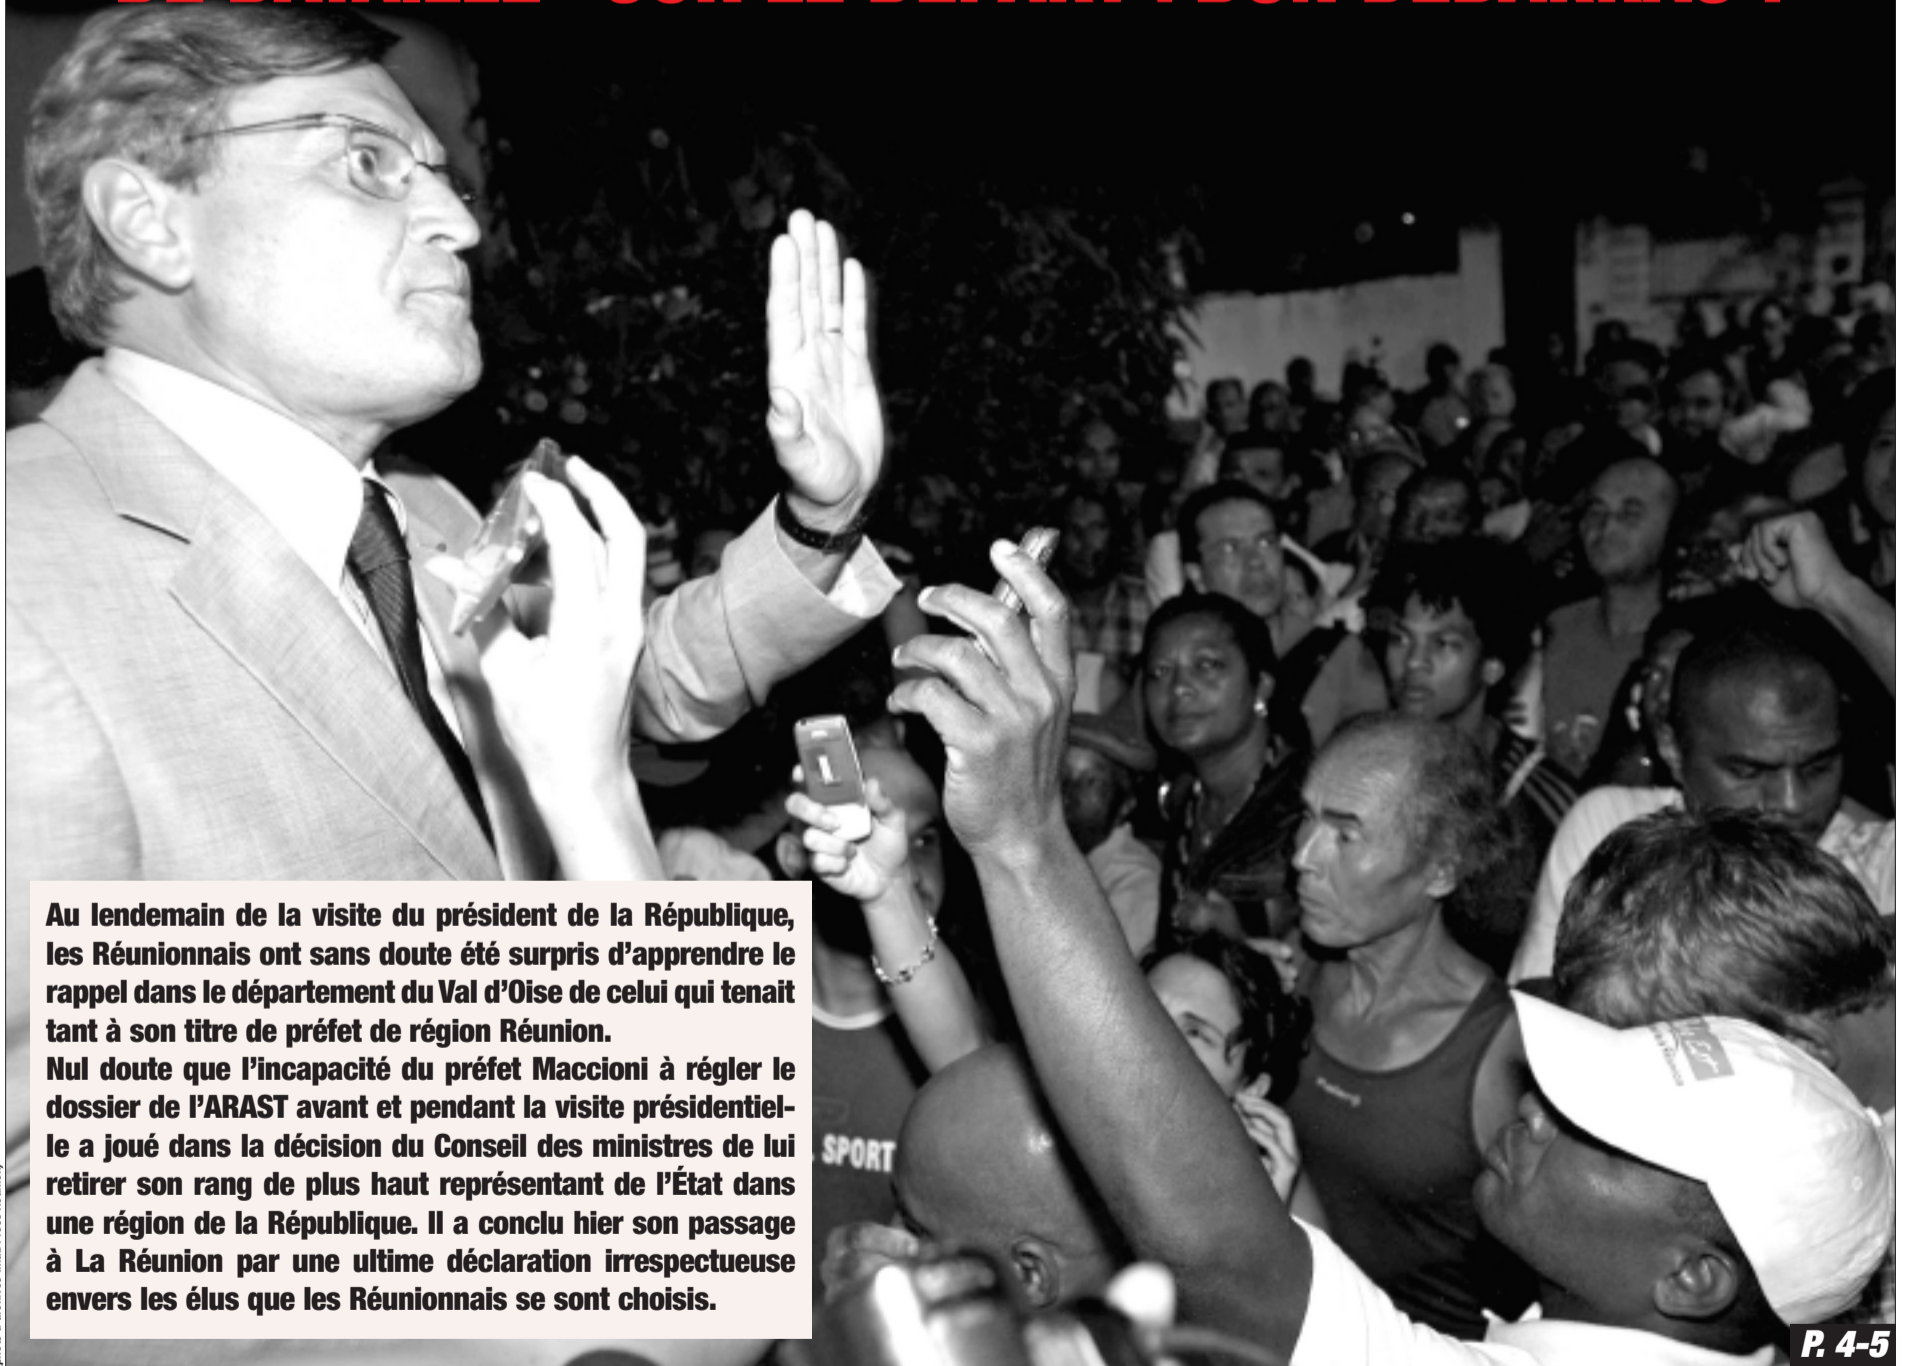 Au lendemain de la visite du président de la République,
les Réunionnais ont sans doute été surpris d'apprendre le
rappel dans le département du Val d'Oise de celui qui tenait
tant à son titre de préfet de région Réunion.
Nul doute que l'incapacité du préfet Maccioni à régler le
dossier de l'ARAST avant et pendant la visite présidentiel-
le a joué dans la décision du Conseil des ministres de lui
retirer son rang de plus haut représentant de l'État dans
une région de la République. Il a conclu hier son passage
à La Réunion par une ultime déclaration irrespectueuse
envers les élus que les Réunionnais se sont choisis.
SPORT
P. 4-5